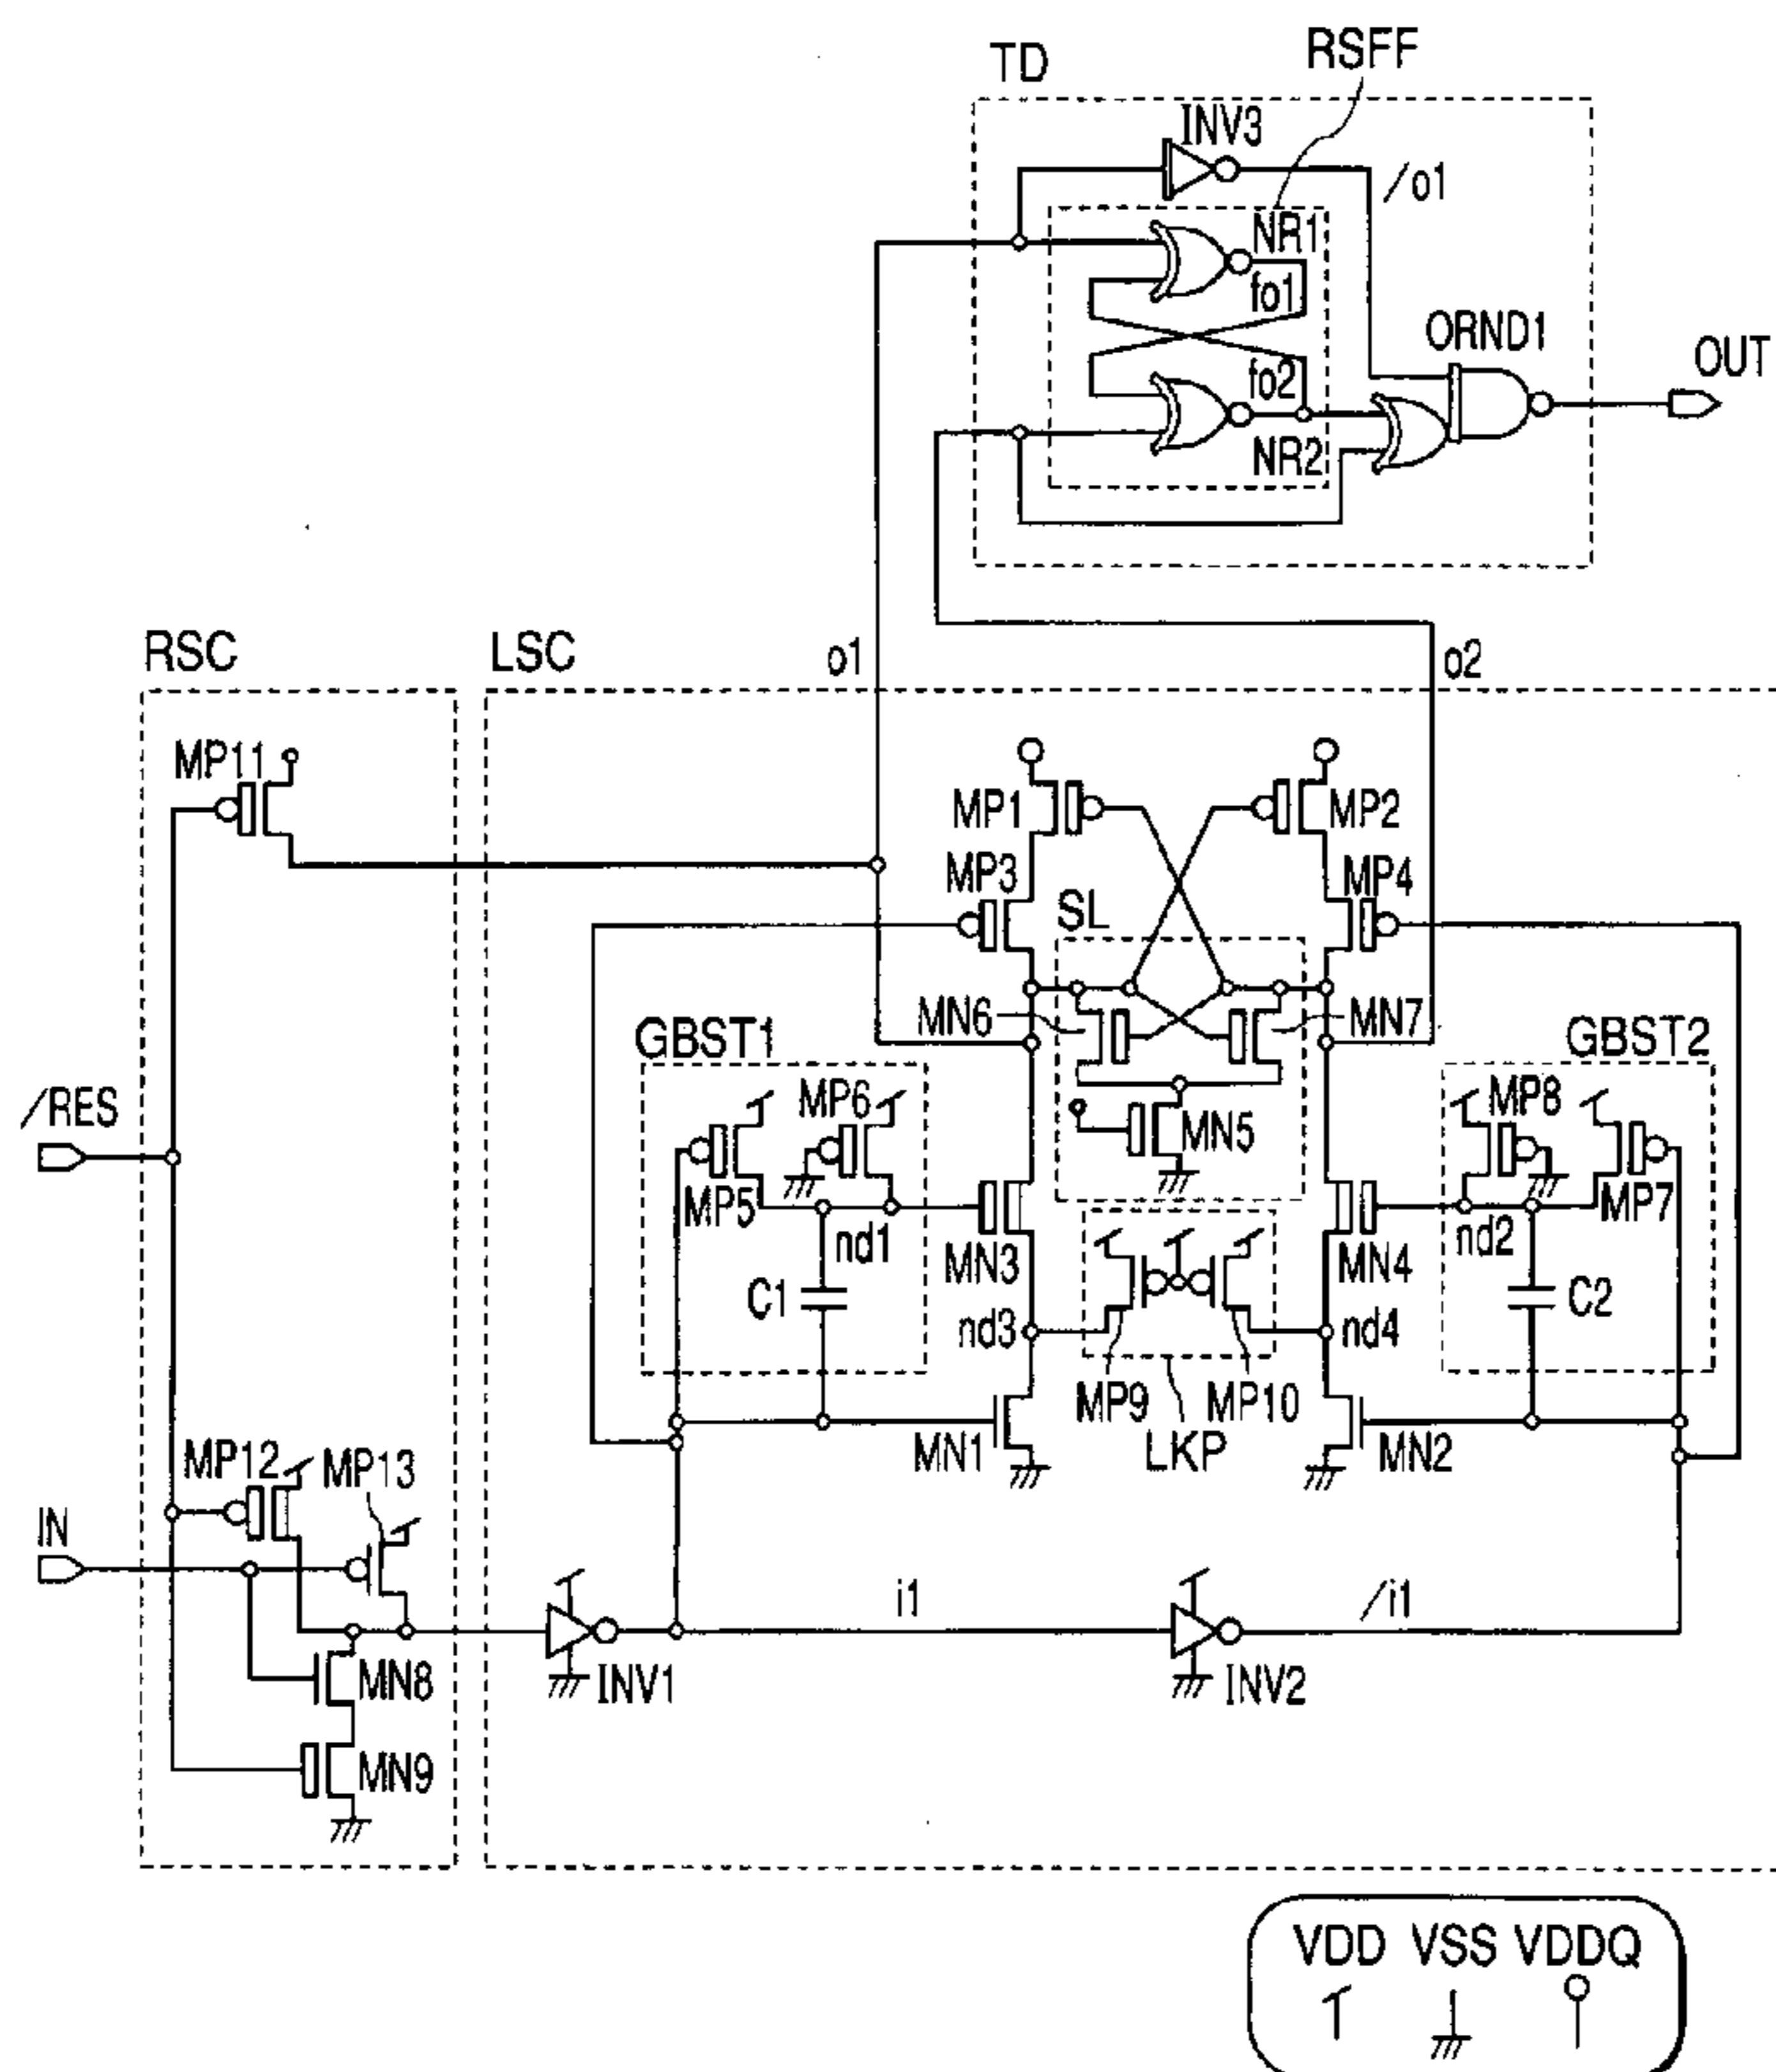 RSFF
TD
INV3
/o1
NR1
fo1
ORND1
OUT
fo2
NR2
RSC
LSC
o1
o2
MP11
MP1
MP2
MP3
MP4
SL
MN6
MN7
GBST1
GBST2
/RES
MP6
MP8
MN5
MP5
MP7
nd1
nd2
MN3
MN4
C1
C2
nd3
nd4
MP9
MP10
MN1
LKP
MN2
MP12
MP13
IN
i1
/i1
MN8
INV1
INV2
MN9
VDD VSS VDDQ